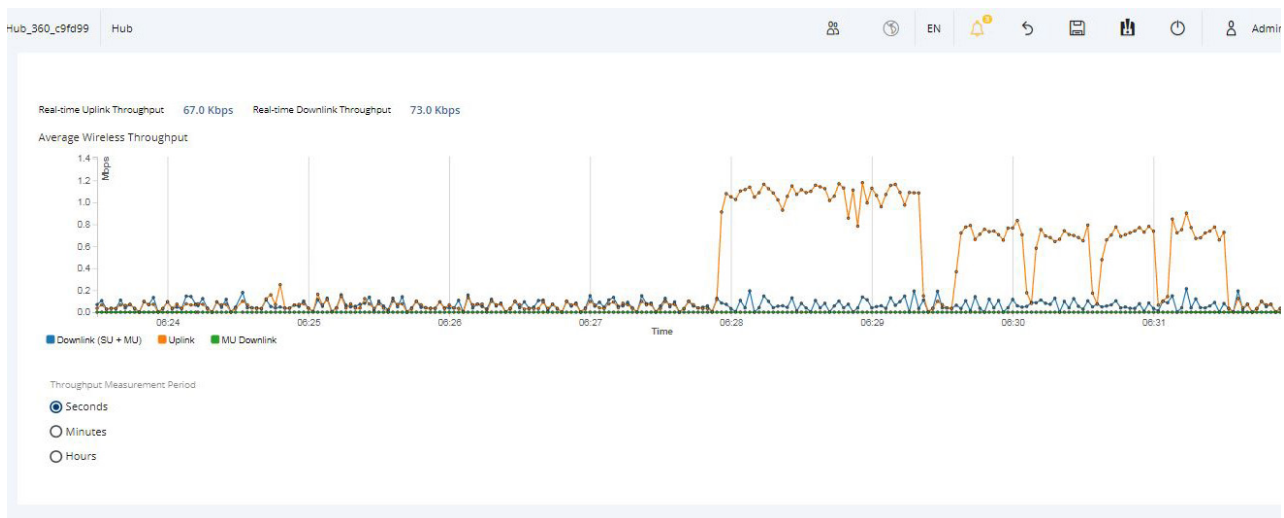 Hub_360_c9fd99 Hub EN 3 Admin
Real-time Uplink Throughput 67.0 Kbps Real-time Downlink Throughput 73.0 Kbps
Average Wireless Throughput
Mbps
1.4
1.2
1.0
0.8
0.6
0.4
0.2
0.0
06:24 06:25 06:26 06:27 06:28 06:29 06:30 06:31
Time
Downlink (SU + MU) Uplink MU Downlink
Throughput Measurement Period
Seconds
Minutes
Hours